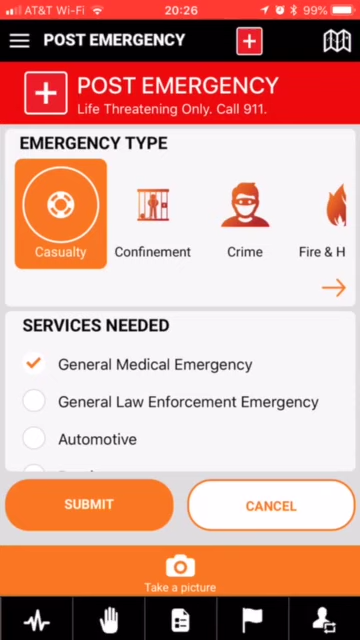 AT&T Wi-Fi 20:26 99%
POST EMERGENCY
POST EMERGENCY
Life Threatening Only. Call 911.
EMERGENCY TYPE
Casualty Confinement Crime Fire & H
SERVICES NEEDED
General Medical Emergency
General Law Enforcement Emergency
Automotive
SUBMIT CANCEL
Take a picture